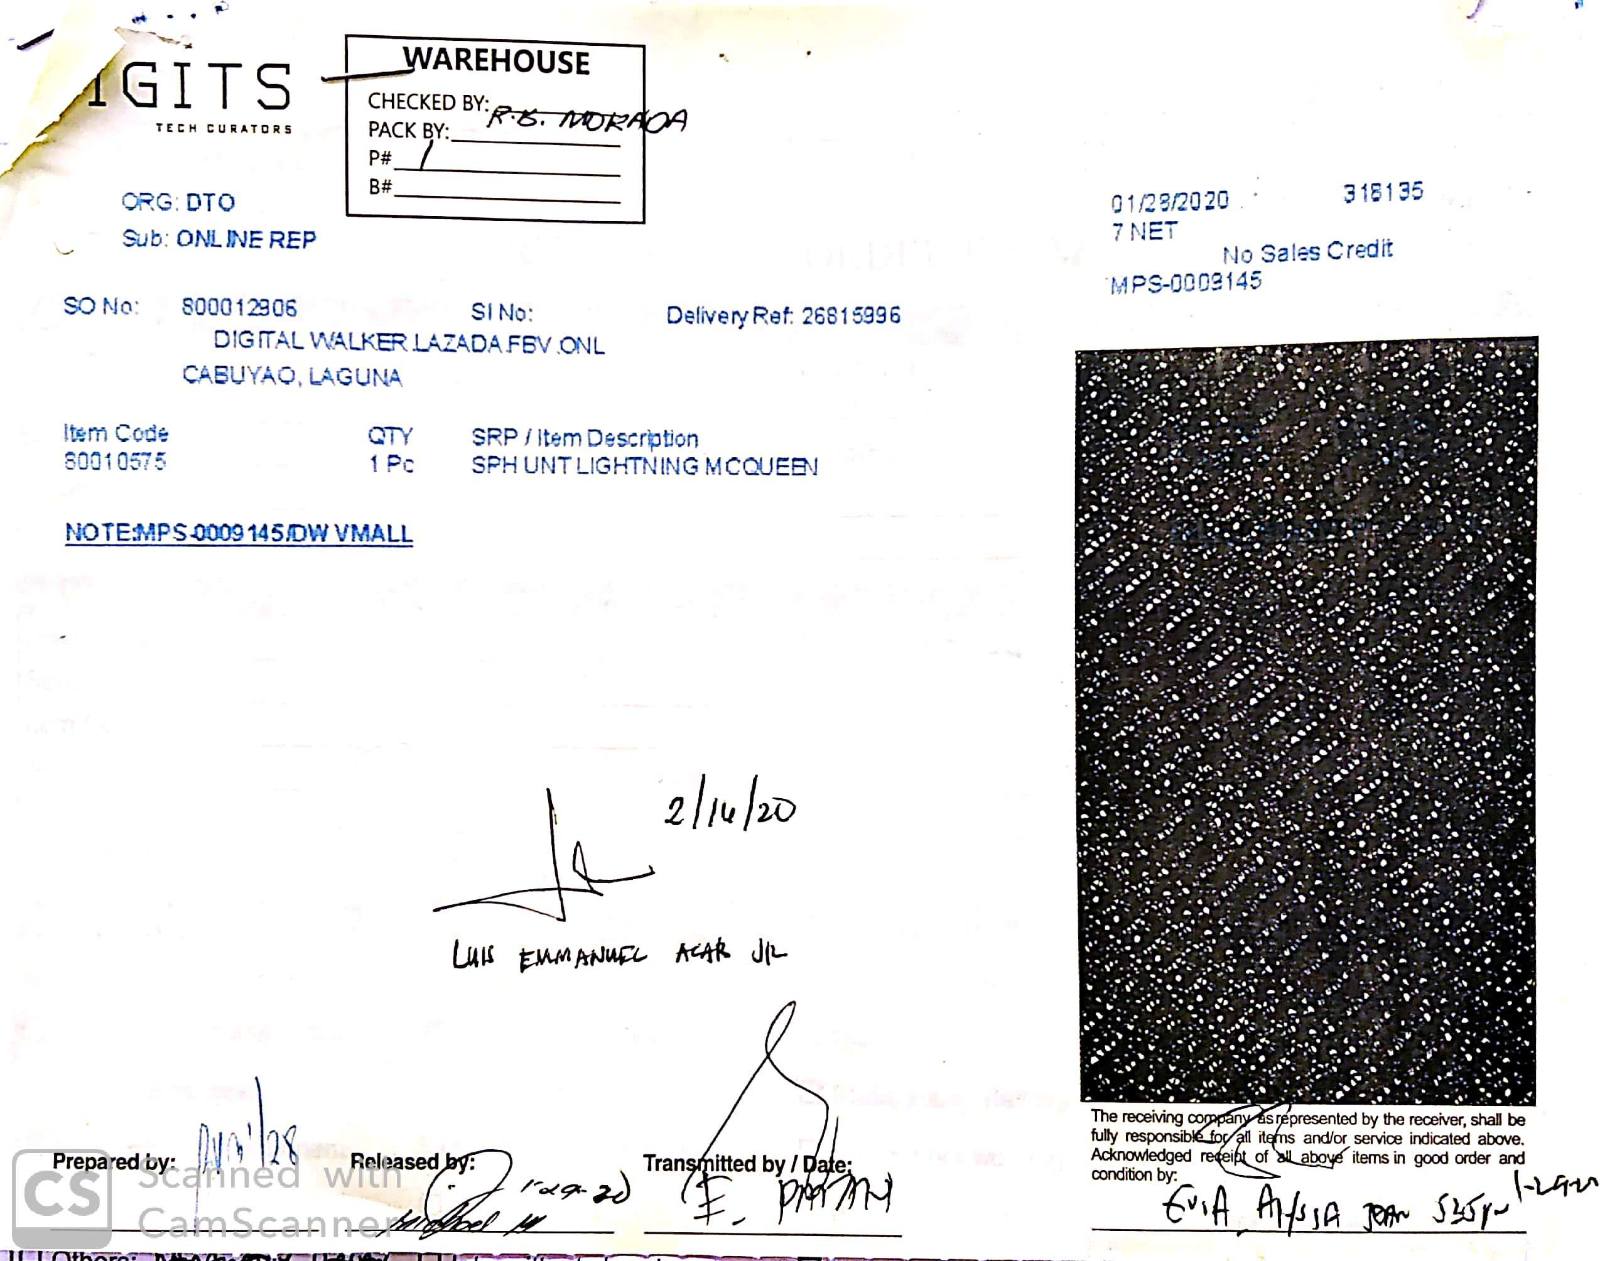 IGITS
TECH CURATORS
WAREHOUSE
CHECKED BY: R.B. MORADA
PACK BY:
P# 1
B#
ORG: DTO
Sub: ONLINE REP
01/28/2020 318135
7 NET
No Sales Credit
MPS-0009145
SO No: 800012906 SI No: Delivery Ref: 26815996
DIGITAL WALKER.LAZADA.FBV.ONL
CABUYAO, LAGUNA
Item Code QTY SRP / Item Description
80010575 1 Pc SPH UNT LIGHTNING MCQUEEN
NOTE:MPS-0009145/DW VMALL
2/14/20
LUIS EMMANUEL ACAR JR
Prepared by: 1/28
Released by: 1-29-20
Transmitted by / Date:
The receiving company as represented by the receiver, shall be
fully responsible for all items and/or service indicated above.
Acknowledged receipt of all above items in good order and
condition by:
ALYSSA JEAN 1-29-20
CS Scanned with
CamScanner
Others: